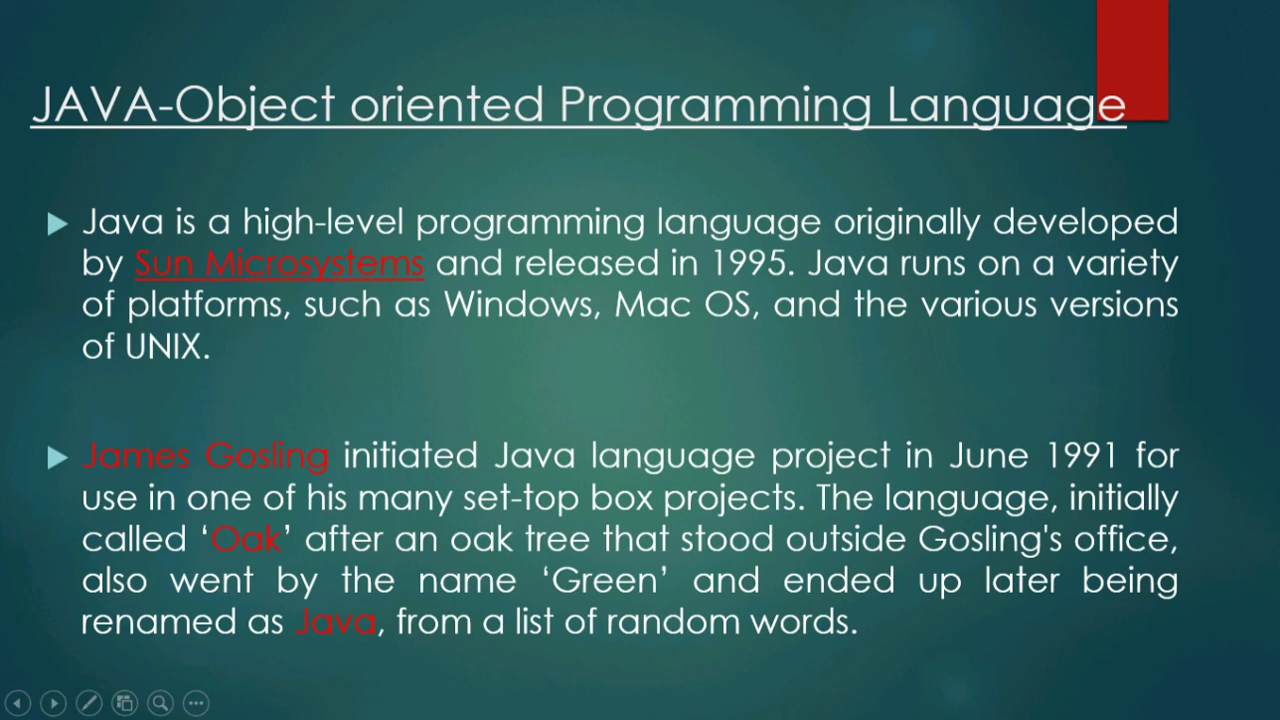 JAVA-Object oriented Programming Language
Java is a high-level programming language originally developed
by Sun Microsystems and released in 1995. Java runs on a variety
of platforms, such as Windows, Mac OS, and the various versions
of UNIX.
James Gosling initiated Java language project in June 1991 for
use in one of his many set-top box projects. The language, initially
called ‘Oak’ after an oak tree that stood outside Gosling's office,
also went by the name ‘Green’ and ended up later being
renamed as Java, from a list of random words.